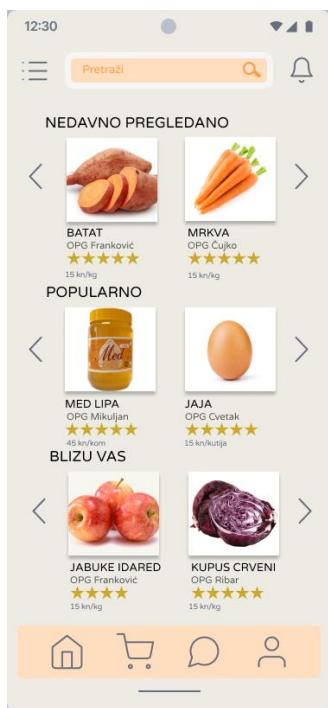 12:30
Pretraži
NEDAVNO PREGLEDANO
BATAT
OPG Franković
15 kn/kg
MRKVA
OPG Čujko
15 kn/kg
POPULARNO
Med
MED LIPA
OPG Mikuljan
45 kn/kom
JAJA
OPG Cvetak
15 kn/kutija
BLIZU VAS
JABUKE IDARED
OPG Franković
15 kn/kg
KUPUS CRVENI
OPG Ribar
15 kn/kg